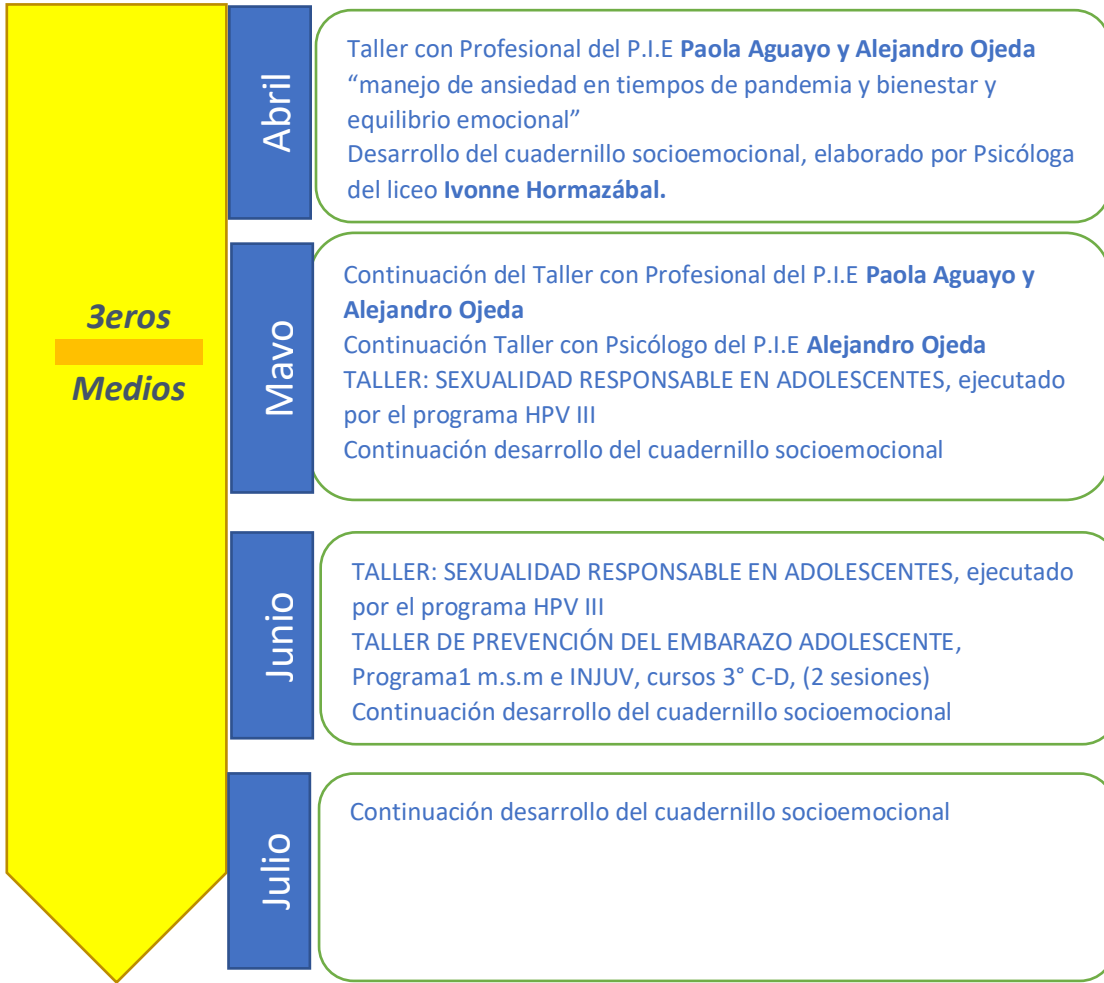 3eros
Medios
Abril
Taller con Profesional del P.I.E Paola Aguayo y Alejandro Ojeda
“manejo de ansiedad en tiempos de pandemia y bienestar y
equilibrio emocional”
Desarrollo del cuadernillo socioemocional, elaborado por Psicóloga
del liceo Ivonne Hormazábal.
Mavo
Continuación del Taller con Profesional del P.I.E Paola Aguayo y
Alejandro Ojeda
Continuación Taller con Psicólogo del P.I.E Alejandro Ojeda
TALLER: SEXUALIDAD RESPONSABLE EN ADOLESCENTES, ejecutado
por el programa HPV III
Continuación desarrollo del cuadernillo socioemocional
Junio
TALLER: SEXUALIDAD RESPONSABLE EN ADOLESCENTES, ejecutado
por el programa HPV III
TALLER DE PREVENCIÓN DEL EMBARAZO ADOLESCENTE,
Programa1 m.s.m e INJUV, cursos 3° C-D, (2 sesiones)
Continuación desarrollo del cuadernillo socioemocional
Julio
Continuación desarrollo del cuadernillo socioemocional